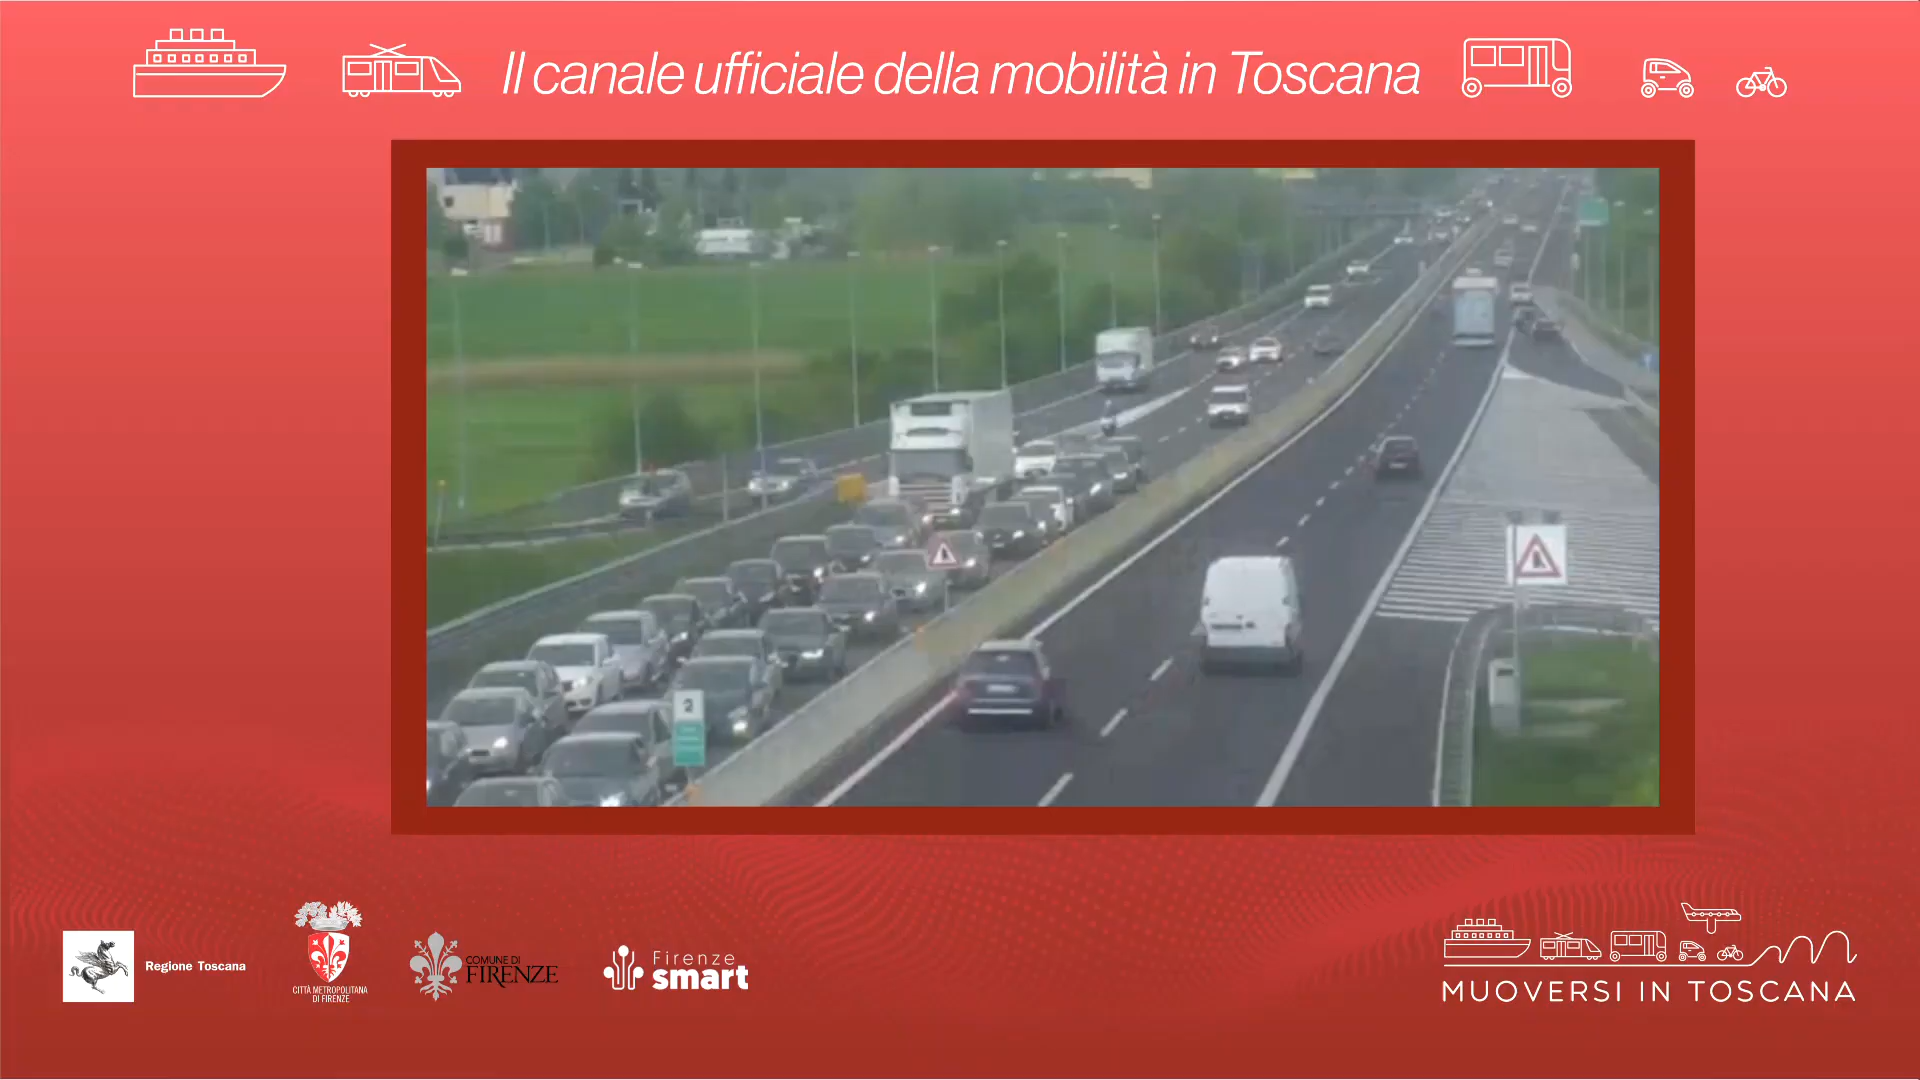 Il canale ufficiale della mobilità in Toscana
2
Regione Toscana
CITTÀ METROPOLITANA
DI FIRENZE
COMUNE DI
FIRENZE
Firenze
smart
MUOVERSI IN TOSCANA